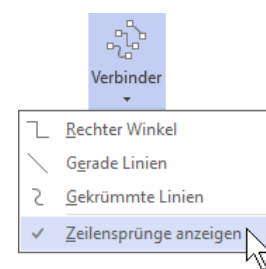 Verbinder
Rechter Winkel
Gerade Linien
Gekrümmte Linien
Zeilensprünge anzeigen